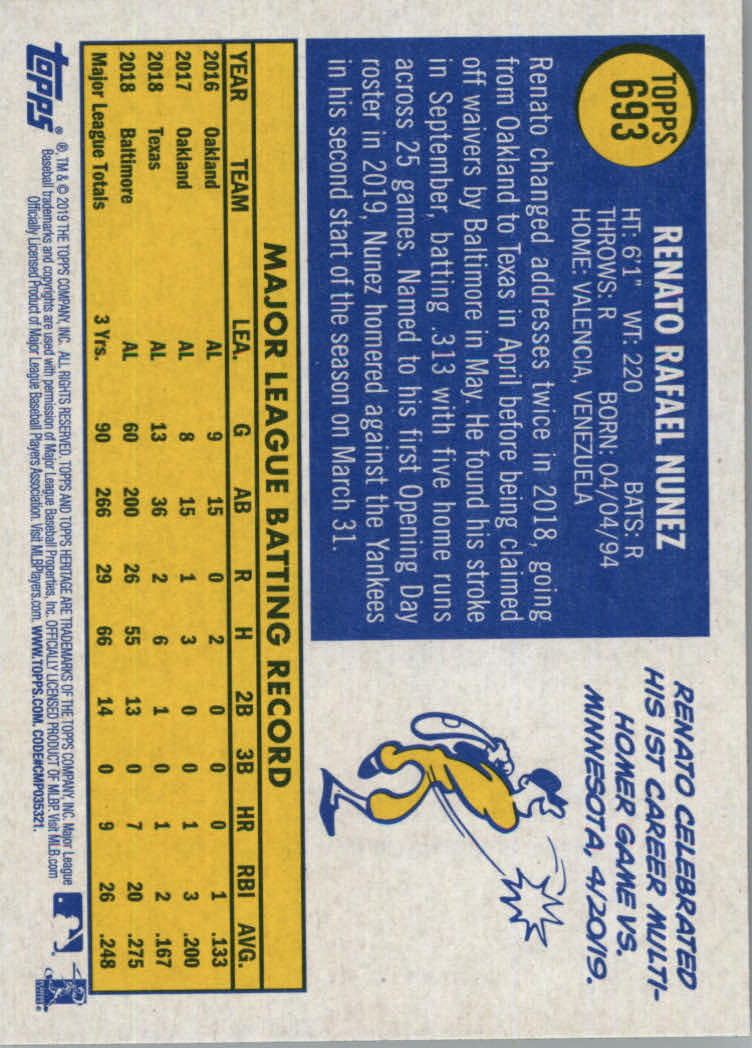 TOPPS
693
RENATO RAFAEL NUNEZ
HT: 6'1" WT: 220 BATS: R
THROWS: R BORN: 04/04/94
HOME: VALENCIA, VENEZUELA
Renato changed addresses twice in 2018, going
from Oakland to Texas in April before being claimed
off waivers by Baltimore in May. He found his stroke
in September, batting .313 with five home runs
across 25 games. Named to his first Opening Day
roster in 2019, Nunez homered against the Yankees
in his second start of the season on March 31.
RENATO CELEBRATED
HIS 1ST CAREER MULTI-
HOMER GAME VS.
MINNESOTA, 4/20/19.
MAJOR LEAGUE BATTING RECORD
YEAR TEAM LEA. G AB R H 2B 3B HR RBI AVG.
2016 Oakland AL 9 15 0 2 0 0 0 1 .133
2017 Oakland AL 8 15 1 3 0 0 1 3 .200
2018 Texas AL 13 36 2 6 1 0 1 2 .167
2018 Baltimore AL 60 200 26 55 13 0 7 20 .275
Major League Totals 3 Yrs. 90 266 29 66 14 0 9 26 .248
topps®
®, TM & © 2019 THE TOPPS COMPANY, INC. ALL RIGHTS RESERVED. TOPPS AND TOPPS HERITAGE ARE TRADEMARKS OF THE TOPPS COMPANY, INC. Major League
Baseball trademarks and copyrights are used with permission of Major League Baseball Properties, Inc. OFFICIALLY LICENSED PRODUCT OF MLBP. Visit MLB.com
Officially Licensed Product of Major League Baseball Players Association. Visit MLBPlayers.com. WWW.TOPPS.COM. CODE#CMP035321.